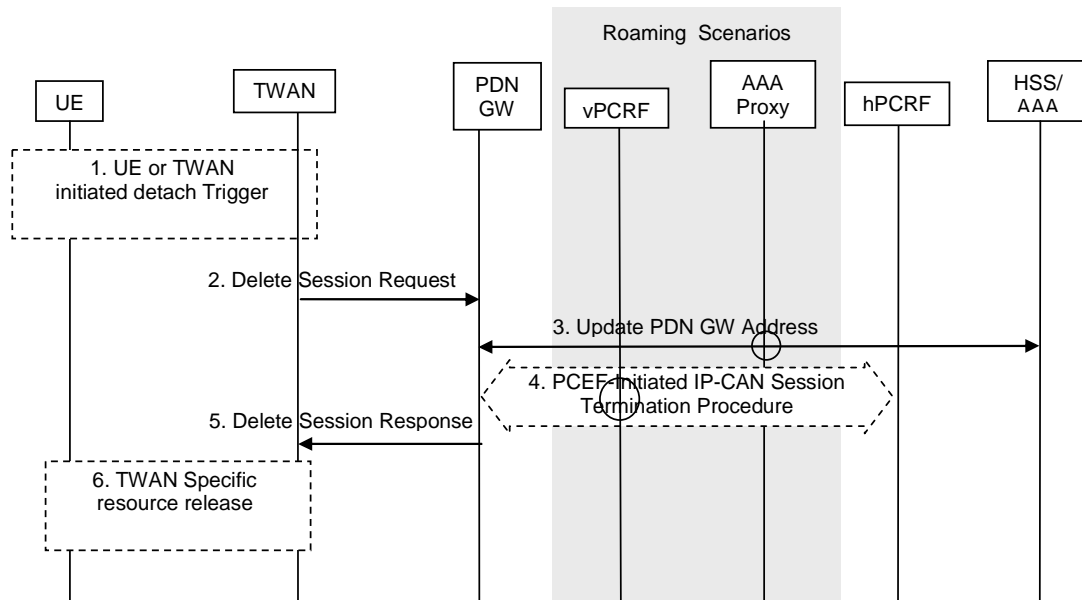 Roaming Scenarios
UE
TWAN
PDN
GW
vPCRF
AAA
Proxy
hPCRF
HSS/
AAA
1. UE or TWAN
initiated detach Trigger
2. Delete Session Request
3. Update PDN GW Address
4. PCEF-Initiated IP-CAN Session
Termination Procedure
5. Delete Session Response
6. TWAN Specific
resource release